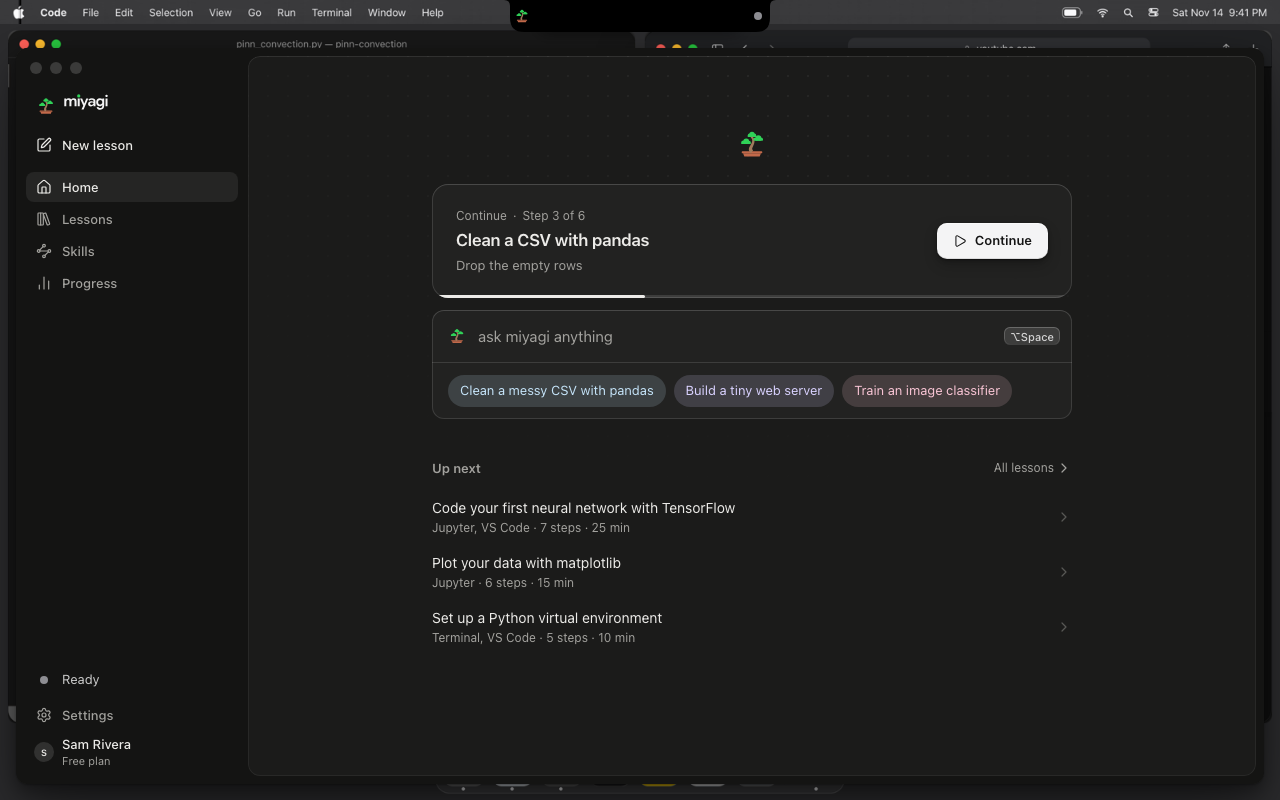 Code File Edit Selection View Go Run Terminal Window Help
Sat Nov 14 9:41 PM
pinn_convection.py — pinn-convection
miyagi
New lesson
Home
Lessons
Skills
Progress
Continue · Step 3 of 6
Clean a CSV with pandas
Drop the empty rows
Continue
ask miyagi anything
⌥Space
Clean a messy CSV with pandas
Build a tiny web server
Train an image classifier
Up next
All lessons
Code your first neural network with TensorFlow
Jupyter, VS Code · 7 steps · 25 min
Plot your data with matplotlib
Jupyter · 6 steps · 15 min
Set up a Python virtual environment
Terminal, VS Code · 5 steps · 10 min
Ready
Settings
S
Sam Rivera
Free plan